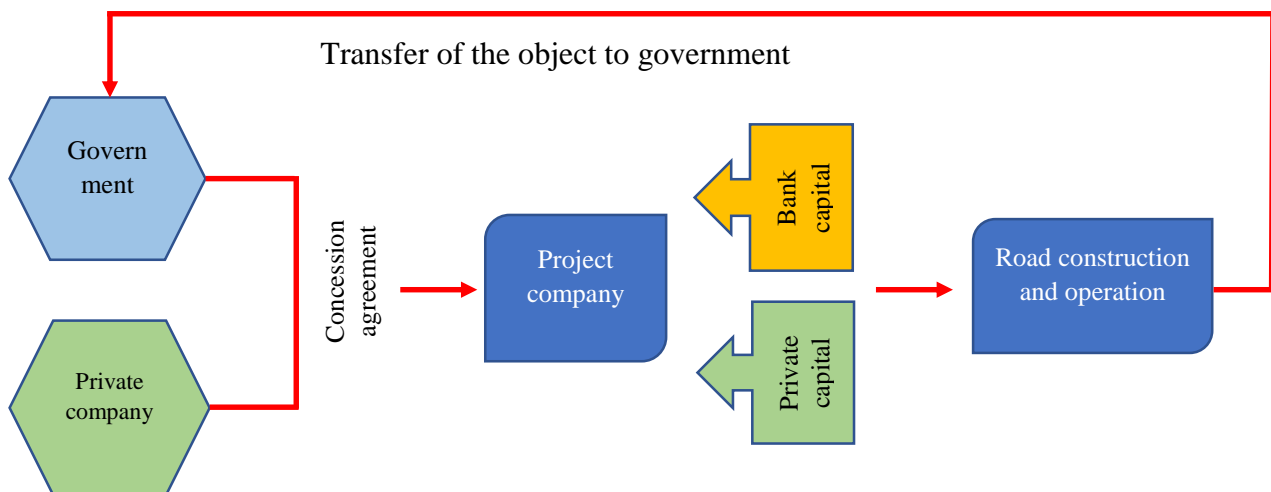 Transfer of the object to government
Govern
ment
Private
company
Concession
agreement
Project
company
Bank
capital
Private
capital
Road construction
and operation